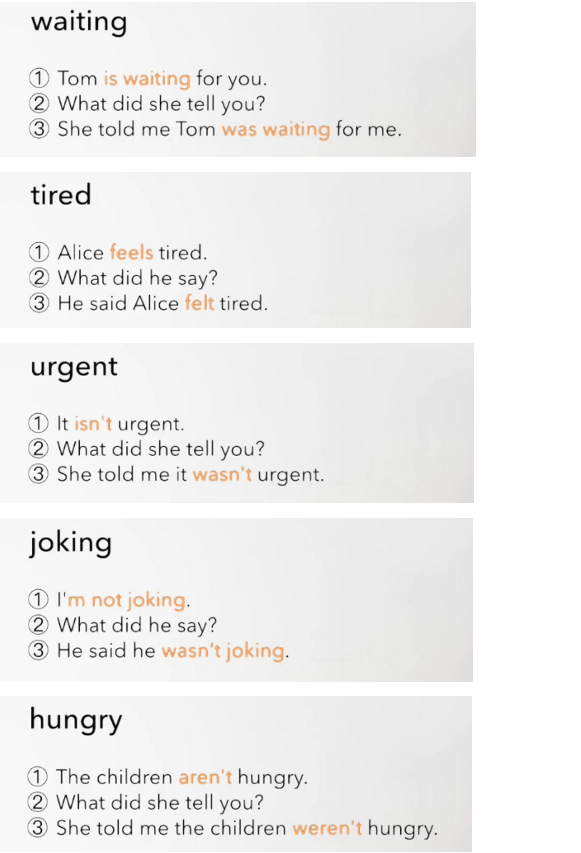 waiting
① Tom is waiting for you.
② What did she tell you?
③ She told me Tom was waiting for me.
tired
① Alice feels tired.
② What did he say?
③ He said Alice felt tired.
urgent
① It isn't urgent.
② What did she tell you?
③ She told me it wasn't urgent.
joking
① I'm not joking.
② What did he say?
③ He said he wasn't joking.
hungry
① The children aren't hungry.
② What did she tell you?
③ She told me the children weren't hungry.